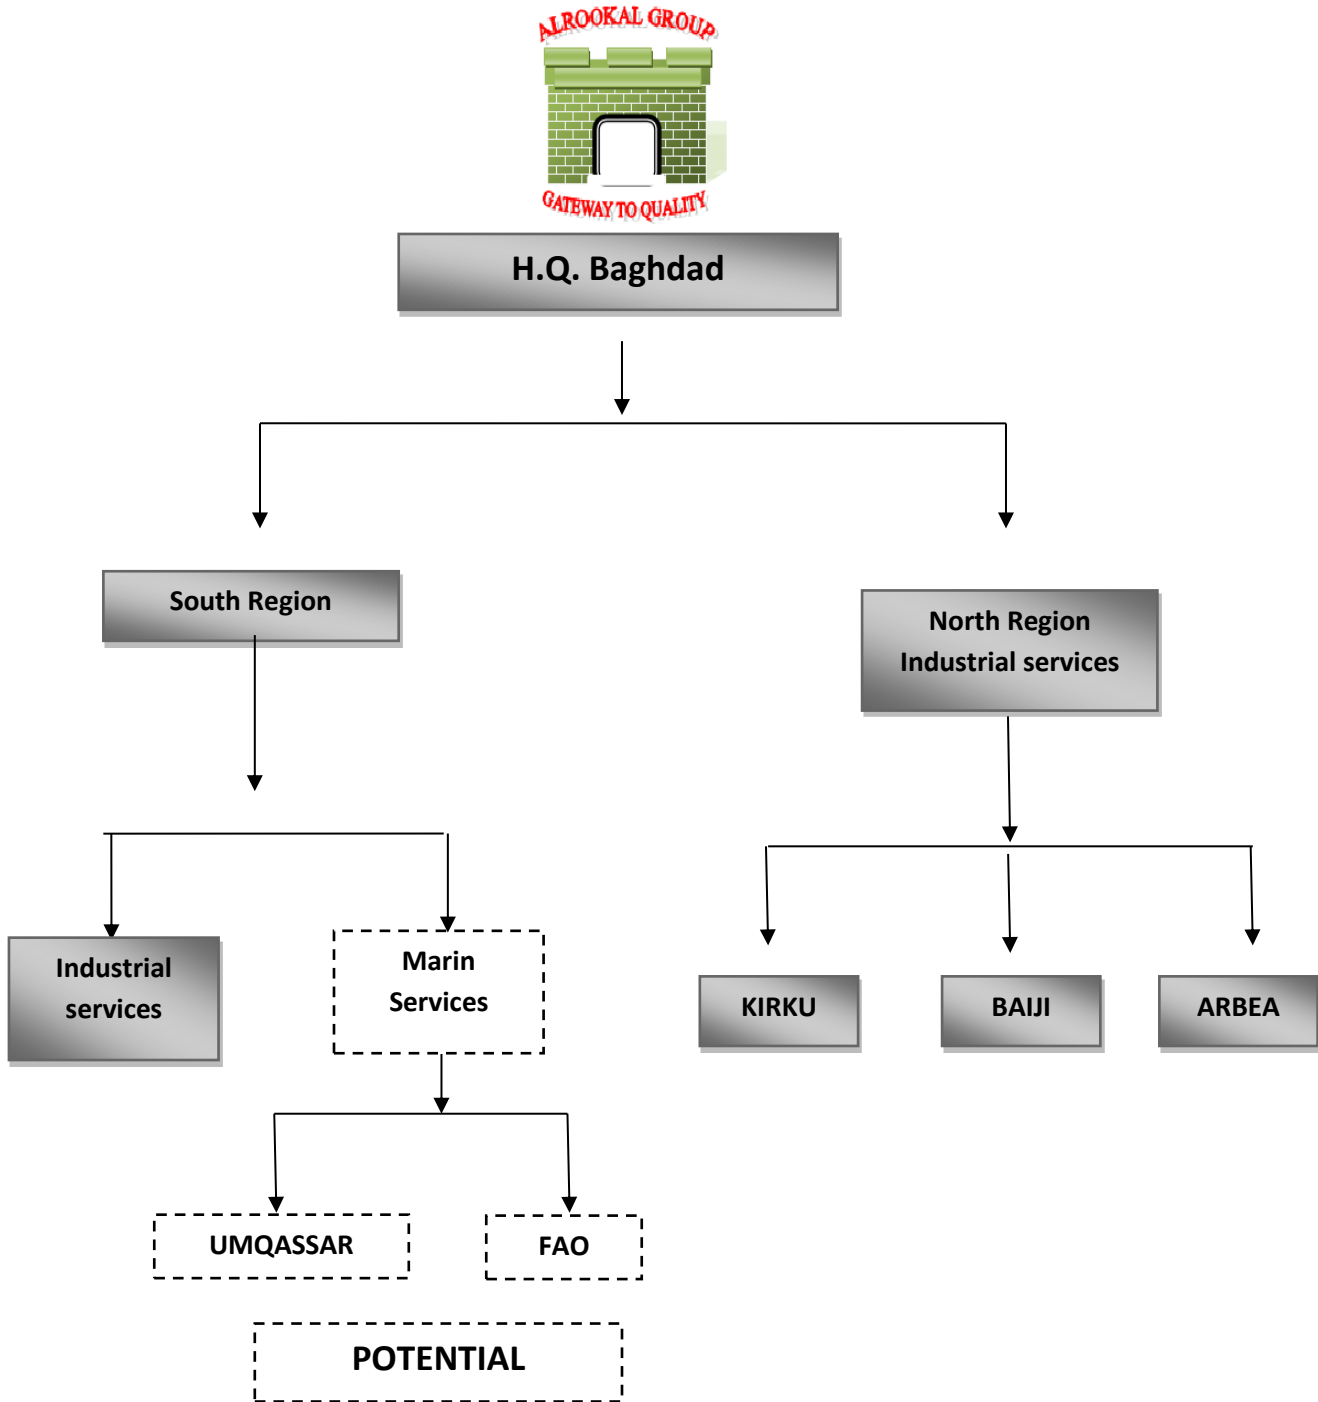 ALROOKAL GROUP
GATEWAY TO QUALITY
H.Q. Baghdad
South Region
North Region
Industrial services
Industrial
services
Marin
Services
KIRKU
BAIJI
ARBEA
UMQASSAR
FAO
POTENTIAL